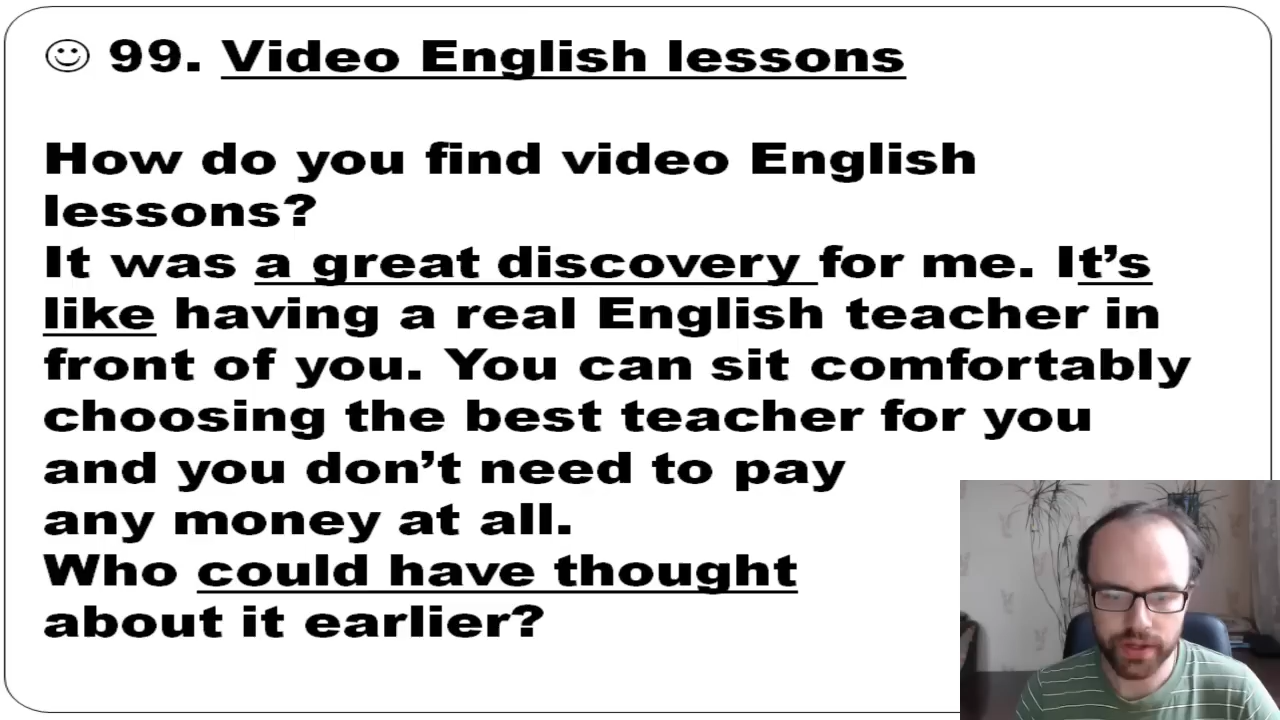 ☺ 99. Video English lessons
How do you find video English
lessons?
It was a great discovery for me. It’s
like having a real English teacher in
front of you. You can sit comfortably
choosing the best teacher for you
and you don’t need to pay
any money at all.
Who could have thought
about it earlier?